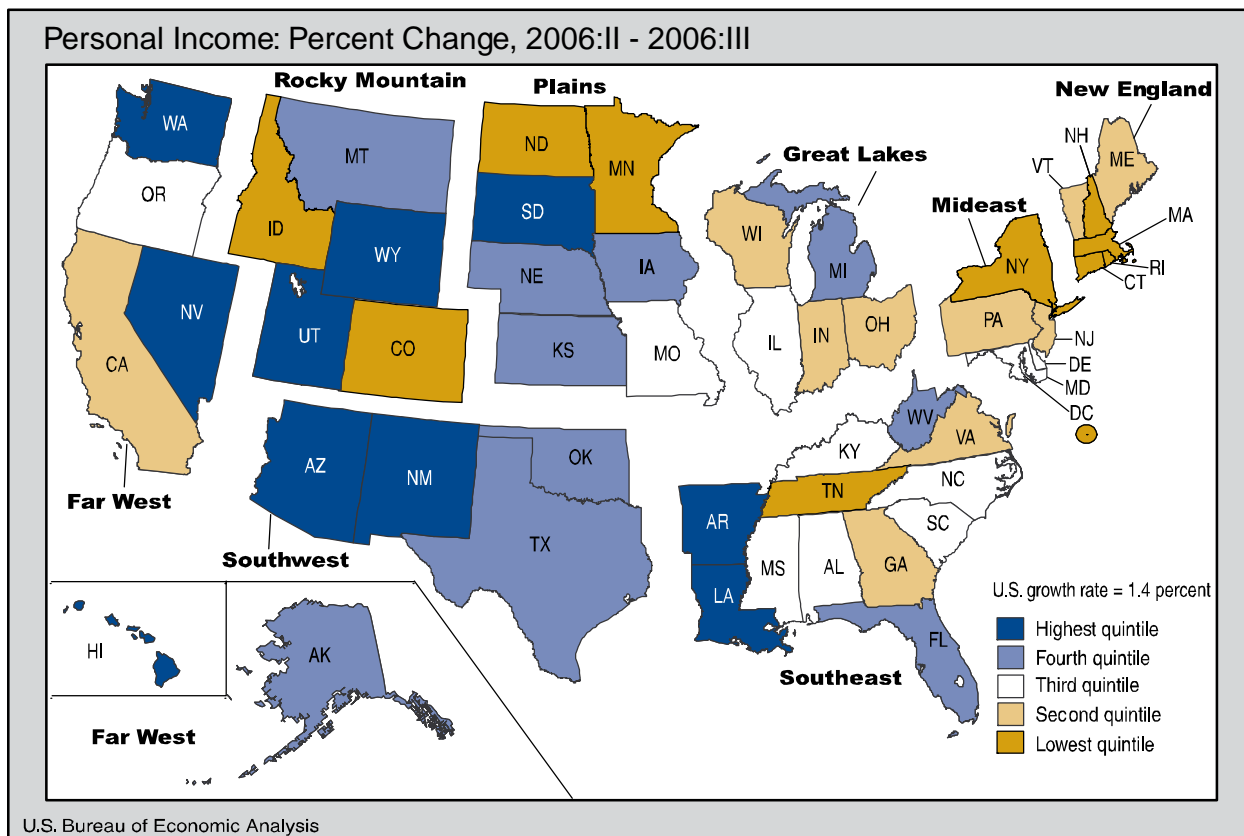 Personal Income: Percent Change, 2006:II - 2006:III
Rocky Mountain
Plains
New England
Great Lakes
Mideast
WA
OR
CA
NV
MT
ID
WY
UT
CO
ND
MN
SD
NE
IA
KS
MO
WI
MI
IL
IN
OH
NH
ME
VT
MA
RI
CT
NY
PA
NJ
DE
MD
DC
Far West
Southwest
AZ
NM
OK
TX
AR
LA
KY
WV
VA
TN
NC
SC
MS
AL
GA
FL
Southeast
HI
AK
Far West
U.S. growth rate = 1.4 percent
Highest quintile
Fourth quintile
Third quintile
Second quintile
Lowest quintile
U.S. Bureau of Economic Analysis